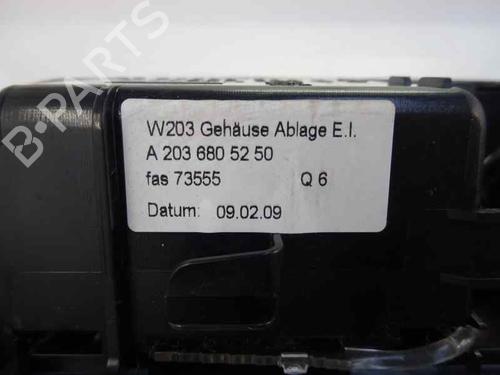 B-PARTS
W203 Gehäuse Ablage E.I.
A 203 680 52 50
fas 73555 Q 6
Datum: 09.02.09